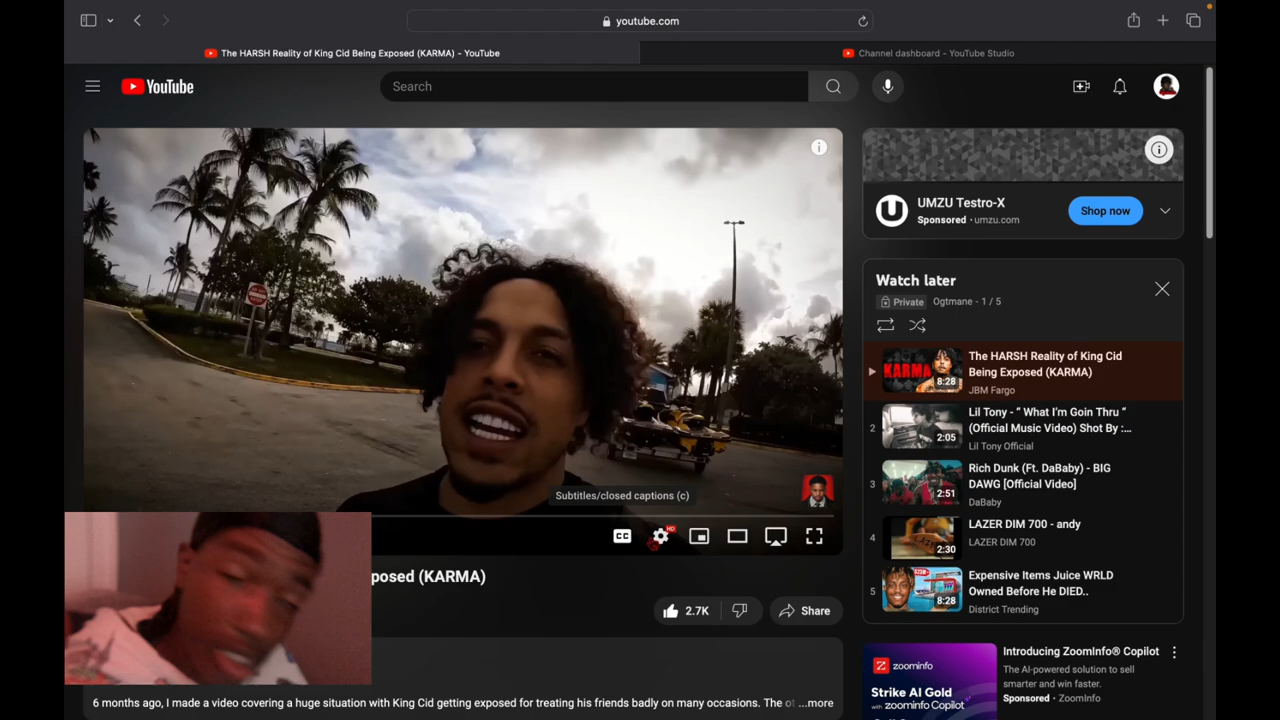 youtube.com
The HARSH Reality of King Cid Being Exposed (KARMA) - YouTube
Channel dashboard - YouTube Studio
YouTube
Search
UMZU Testro-X
Sponsored · umzu.com
Shop now
Watch later
Private Ogtmane - 1 / 5
KARMA
8:28
The HARSH Reality of King Cid
Being Exposed (KARMA)
JBM Fargo
2
2:05
Lil Tony - “ What I'm Goin Thru “
(Official Music Video) Shot By :...
Lil Tony Official
3
2:51
Rich Dunk (Ft. DaBaby) - BIG
DAWG [Official Video]
DaBaby
4
2:30
LAZER DIM 700 - andy
LAZER DIM 700
5
8:28
Expensive Items Juice WRLD
Owned Before He DIED..
District Trending
Subtitles/closed captions (c)
CC
HD
posed (KARMA)
2.7K
Share
6 months ago, I made a video covering a huge situation with King Cid getting exposed for treating his friends badly on many occasions. The ot ...more
zoominfo
Strike AI Gold
with zoominfo Copilot
Introducing ZoomInfo® Copilot
The AI-powered solution to sell
smarter and win faster.
Sponsored · ZoomInfo